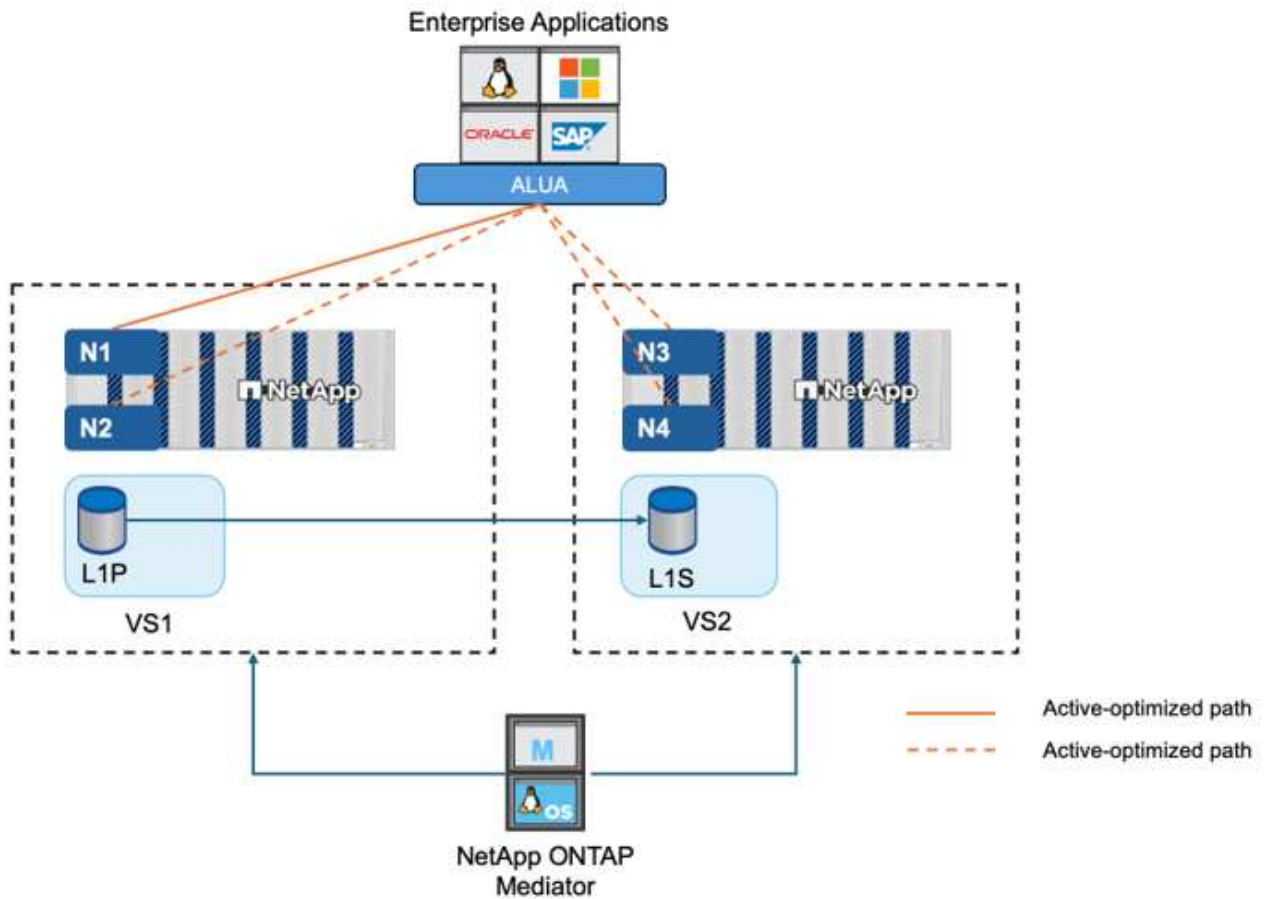 Enterprise Applications
ORACLE
SAP
ALUA
N1
N2
NetApp
N3
N4
NetApp
L1P
VS1
L1S
VS2
M
OS
NetApp ONTAP
Mediator
Active-optimized path
Active-optimized path